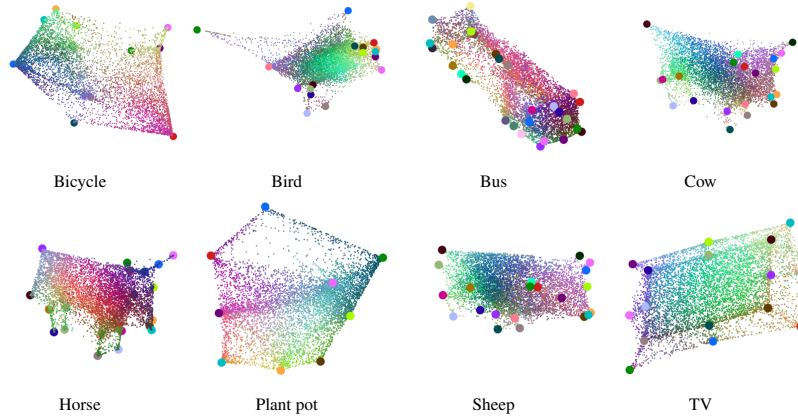 Bicycle
Bird
Bus
Cow
Horse
Plant pot
Sheep
TV